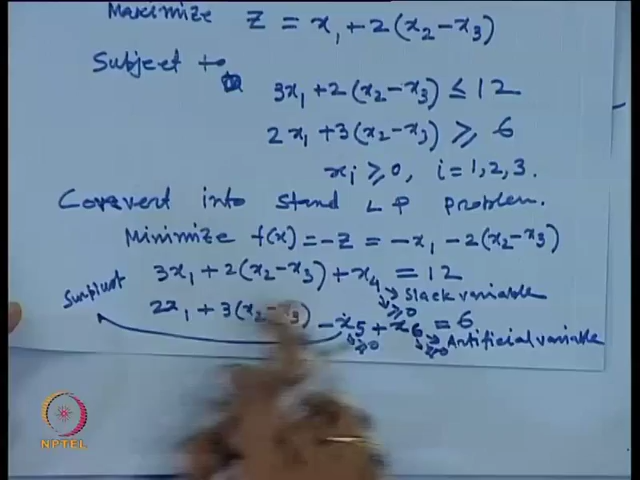 Maximize Z = x₁ + 2(x₂ - x₃)
Subject to
3x₁ + 2(x₂ - x₃) ≤ 12
2x₁ + 3(x₂ - x₃) ≥ 6
xᵢ ≥ 0, i = 1, 2, 3.
Convert into Stand LP problem.
Minimize f(x) = -Z = -x₁ - 2(x₂ - x₃)
3x₁ + 2(x₂ - x₃) + x₄ = 12
→ Slack variable
≥ 0
2x₁ + 3(x₂ - x₃) - x₅ + x₆ = 6
≥ 0 ≥ 0 → Artificial variable
NPTEL